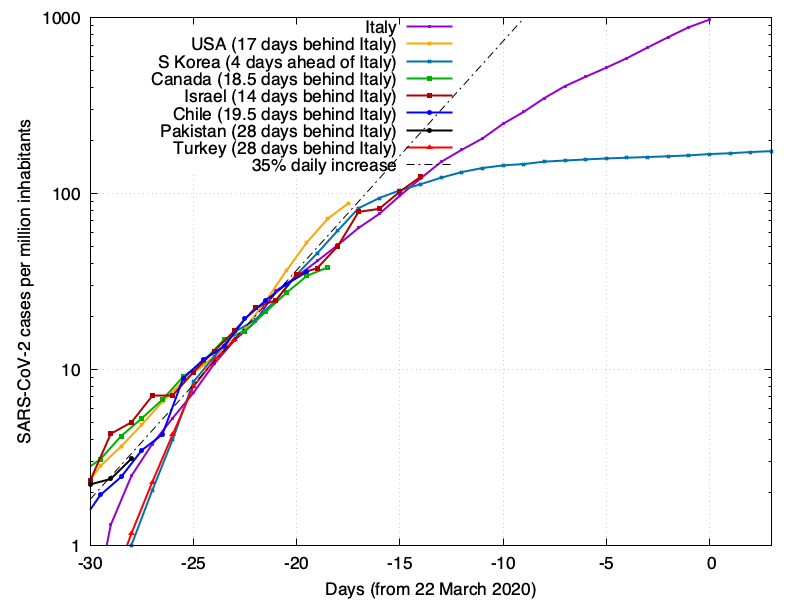 1000
100
10
1
SARS-CoV-2 cases per million inhabitants
Italy
USA (17 days behind Italy)
S Korea (4 days ahead of Italy)
Canada (18.5 days behind Italy)
Israel (14 days behind Italy)
Chile (19.5 days behind Italy)
Pakistan (28 days behind Italy)
Turkey (28 days behind Italy)
35% daily increase
-30 -25 -20 -15 -10 -5 0
Days (from 22 March 2020)